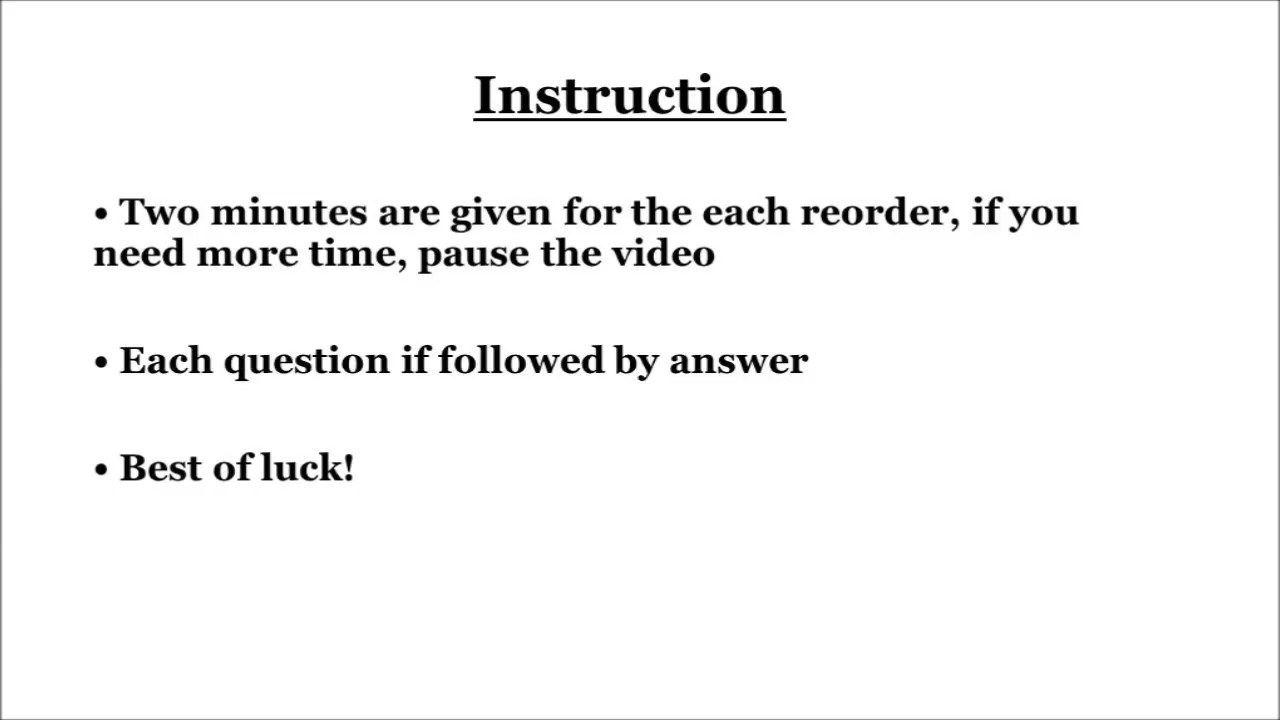 Instruction
• Two minutes are given for the each reorder, if you
need more time, pause the video
• Each question if followed by answer
• Best of luck!